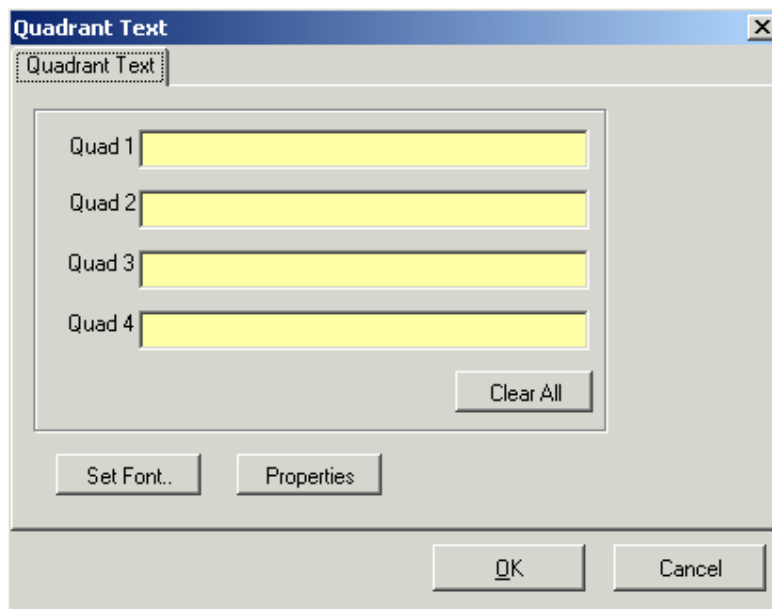 Quadrant Text
Quadrant Text
Quad 1
Quad 2
Quad 3
Quad 4
Clear All
Set Font..
Properties
OK
Cancel